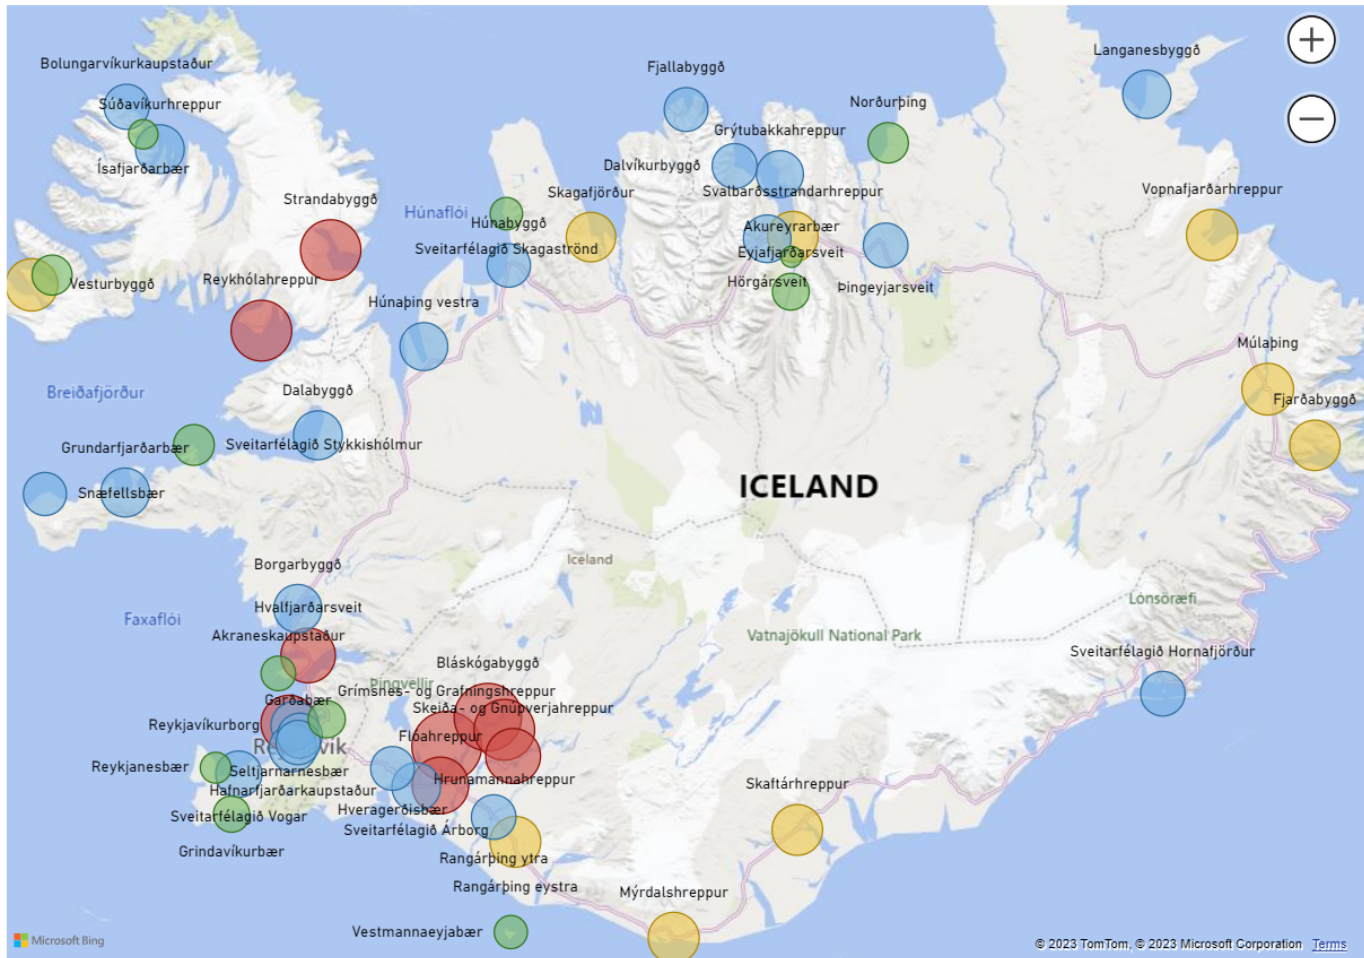 Bolungarvíkurkaupstaður
Súðavíkurhreppur
Ísafjarðarbær
Strandabyggð
Reykhólahreppur
Vesturbyggð
Húnaflói
Húnabyggð
Sveitarfélagið Skagaströnd
Skagafjörður
Húnaþing vestra
Fjallabyggð
Dalvíkurbyggð
Grýtubakkahreppur
Svalbarðsstrandarhreppur
Akureyrarbær
Eyjafjarðarsveit
Hörgársveit
Þingeyjarsveit
Norðurþing
Langanesbyggð
Vopnafjarðarhreppur
Múlaþing
Fjarðabyggð
Breiðafjörður
Dalabyggð
Grundarfjarðarbær
Sveitarfélagið Stykkishólmur
Snæfellsbær
ICELAND
Iceland
Borgarbyggð
Hvalfjarðarsveit
Faxaflói
Akraneskaupstaður
Þingvellir
Bláskógabyggð
Grímsnes- og Grafningshreppur
Skeiða- og Gnúpverjahreppur
Garðabær
Reykjavíkurborg
Flóahreppur
Reykjanesbær
Seltjarnarnesbær
Hafnarfjarðarkaupstaður
Hrunamannahreppur
Hveragerðisbær
Sveitarfélagið Vogar
Sveitarfélagið Árborg
Grindavíkurbær
Rangárþing ytra
Rangárþing eystra
Vestmannaeyjabær
Mýrdalshreppur
Skaftárhreppur
Vatnajökull National Park
Lónsöræfi
Sveitarfélagið Hornafjörður
Microsoft Bing
© 2023 TomTom, © 2023 Microsoft Corporation Terms